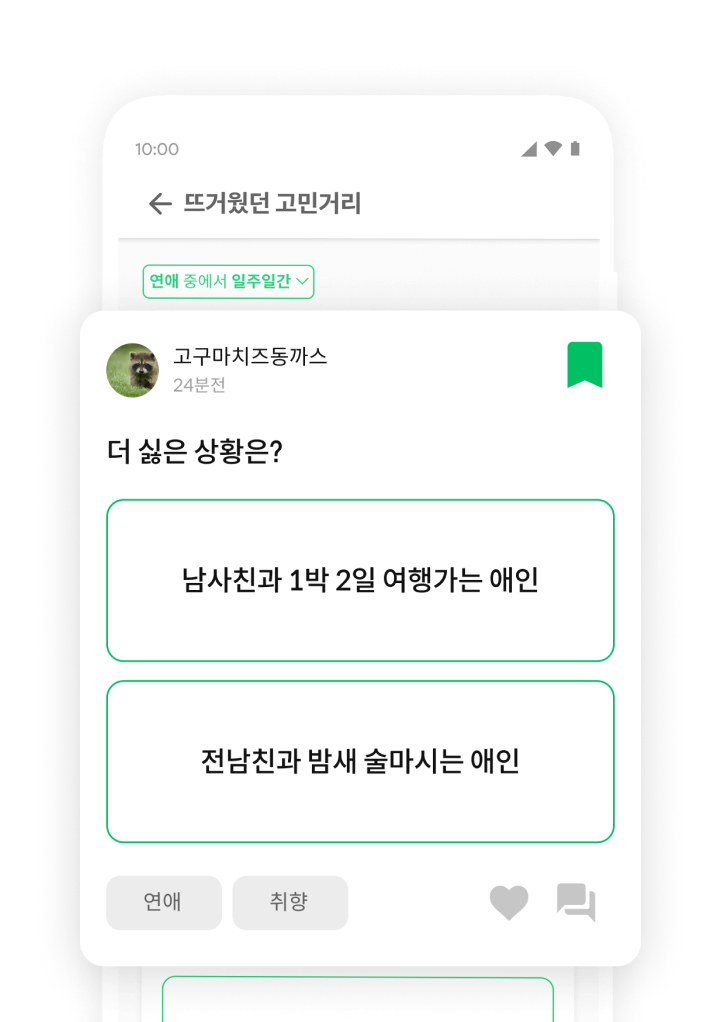 10:00
뜨거웠던 고민거리
연애 중에서 일주일간
고구마치즈동까스
24분전
더 싫은 상황은?
남사친과 1박 2일 여행가는 애인
전남친과 밤새 술마시는 애인
연애 취향